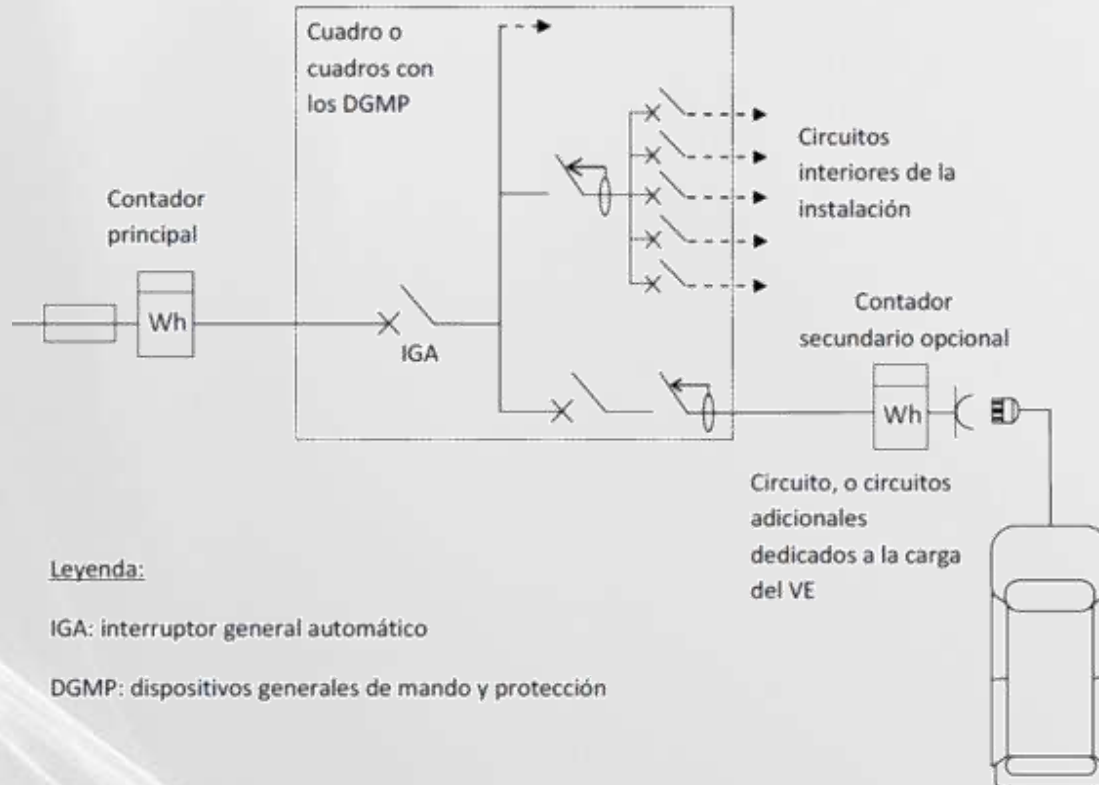 Cuadro o
cuadros con
los DGMP
Circuitos
interiores de la
instalación
Contador
principal
Wh
IGA
Contador
secundario opcional
Wh
Circuito, o circuitos
adicionales
dedicados a la carga
del VE
Leyenda:
IGA: interruptor general automático
DGMP: dispositivos generales de mando y protección